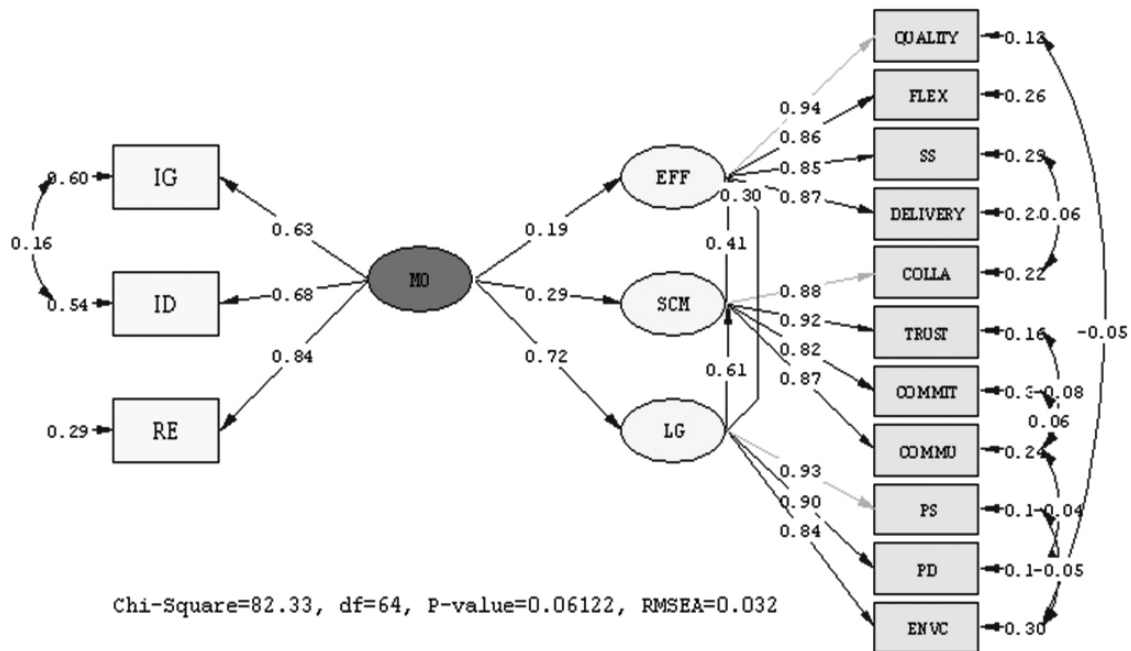 QUALITY 0.12
0.94
FLEX 0.26
0.86
0.60 IG
EFF
0.85
SS 0.29
0.30
0.87
DELIVERY 0.06
0.16
0.63
0.19
0.41
COLLA 0.22
MO
0.88
0.54 ID
0.68
0.29
SCM
0.92
TRUST 0.16
-0.05
0.84
0.72
0.61
0.82
0.87
COMMIT 0.08
0.06
0.29 RE
LG
COMMU 0.24
0.93
0.90
PS 0.04
0.84
PD 0.05
Chi-Square=82.33, df=64, P-value=0.06122, RMSEA=0.032
ENVC 0.30